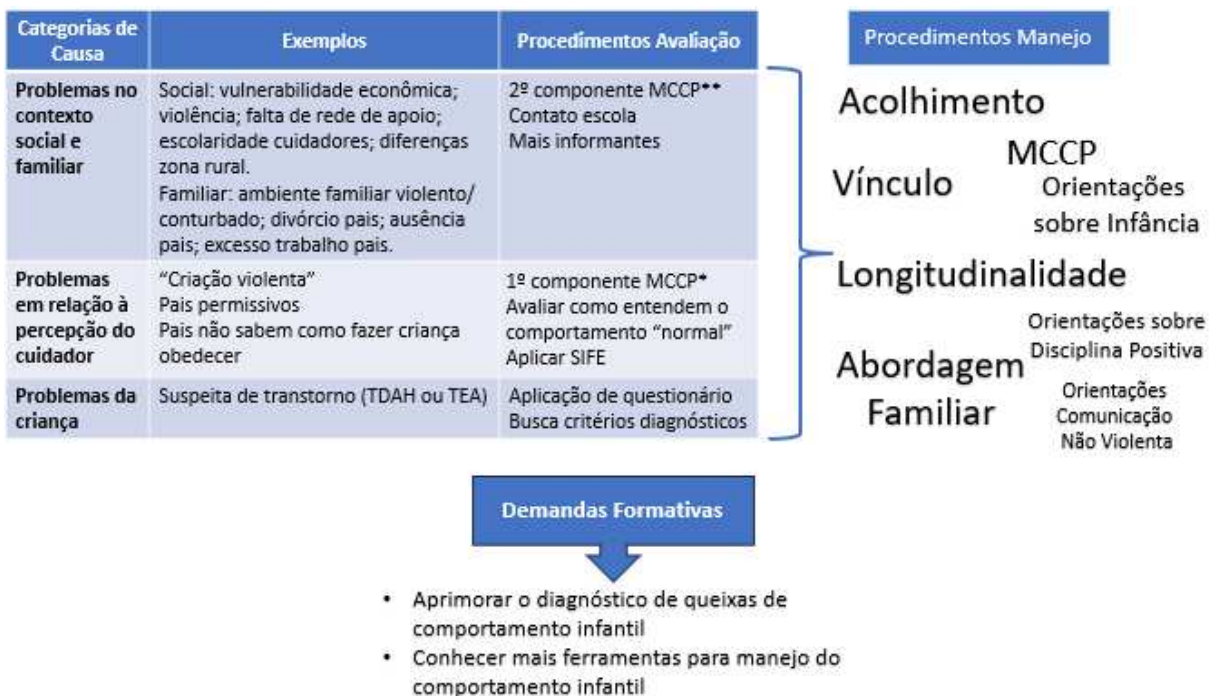 Categorias de
Causa
Exemplos
Procedimentos Avaliação
Procedimentos Manejo
Problemas no
contexto
social e
familiar
Social: vulnerabilidade econômica;
violência; falta de rede de apoio;
escolaridade cuidadores; diferenças
zona rural.
Familiar: ambiente familiar violento/
conturbado; divórcio pais; ausência
pais; excesso trabalho pais.
2º componente MCCP**
Contato escola
Mais informantes
Problemas
em relação à
percepção do
cuidador
“Criação violenta”
Pais permissivos
Pais não sabem como fazer criança
obedecer
1º componente MCCP*
Avaliar como entendem o
comportamento “normal”
Aplicar SIFE
Problemas da
criança
Suspeita de transtorno (TDAH ou TEA)
Aplicação de questionário
Busca critérios diagnósticos
Acolhimento
MCCP
Vínculo
Orientações
sobre Infância
Longitudinalidade
Orientações sobre
Disciplina Positiva
Abordagem
Familiar
Orientações
Comunicação
Não Violenta
Demandas Formativas
• Aprimorar o diagnóstico de queixas de
comportamento infantil
• Conhecer mais ferramentas para manejo do
comportamento infantil